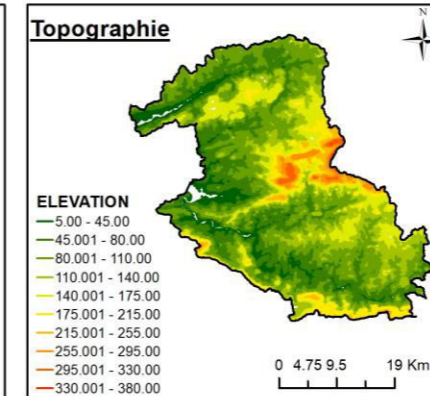 Topographie
N
ELEVATION
5.00 - 45.00
45.001 - 80.00
80.001 - 110.00
110.001 - 140.00
140.001 - 175.00
175.001 - 215.00
215.001 - 255.00
255.001 - 295.00
295.001 - 330.00
330.001 - 380.00
0 4.75 9.5 19 Km